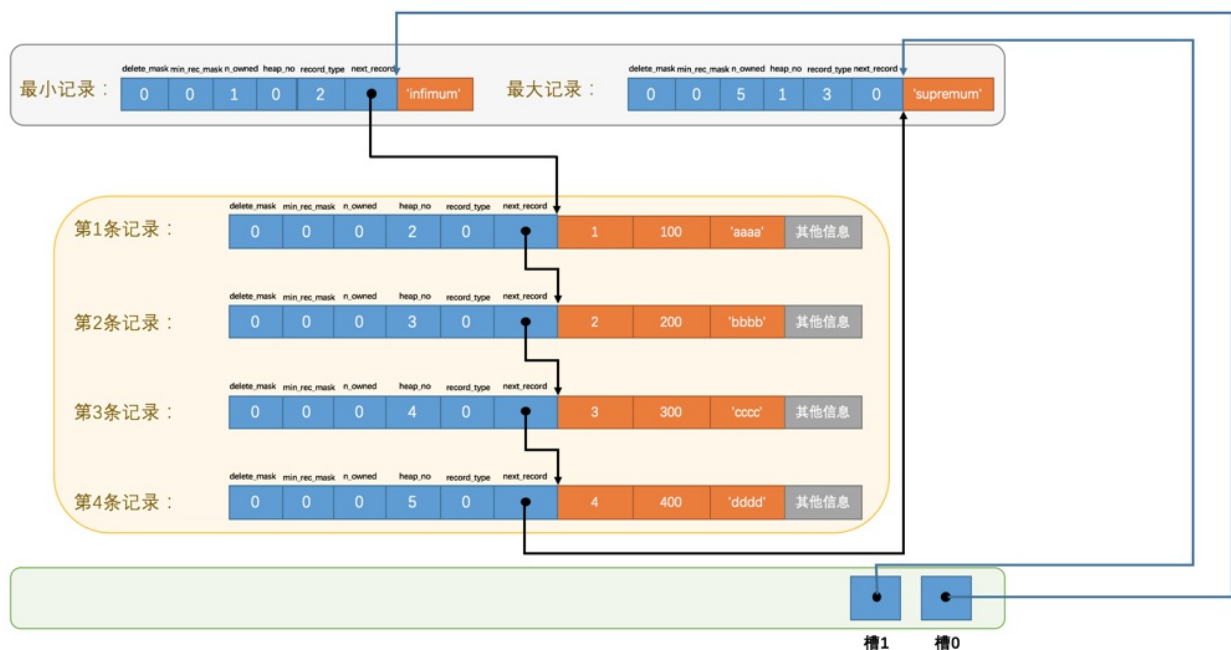 delete_mask min_rec_mask n_owned heap_no record_type next_record
最小记录： 0 0 1 0 2 'infimum'
delete_mask min_rec_mask n_owned heap_no record_type next_record
最大记录： 0 0 5 1 3 0 'supremum'
delete_mask min_rec_mask n_owned heap_no record_type next_record
第1条记录： 0 0 0 2 0 1 100 'aaaa' 其他信息
delete_mask min_rec_mask n_owned heap_no record_type next_record
第2条记录： 0 0 0 3 0 2 200 'bbbb' 其他信息
delete_mask min_rec_mask n_owned heap_no record_type next_record
第3条记录： 0 0 0 4 0 3 300 'cccc' 其他信息
delete_mask min_rec_mask n_owned heap_no record_type next_record
第4条记录： 0 0 0 5 0 4 400 'dddd' 其他信息
槽1 槽0